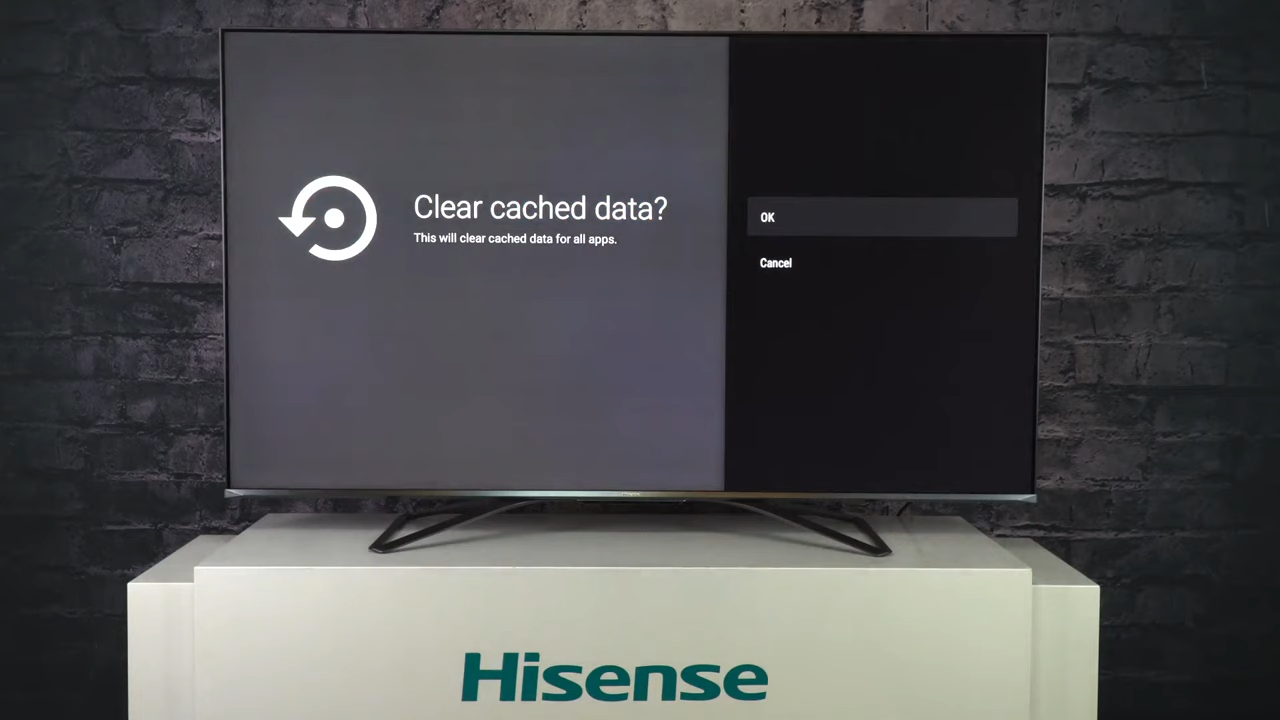 Clear cached data?
This will clear cached data for all apps.
OK
Cancel
Hisense